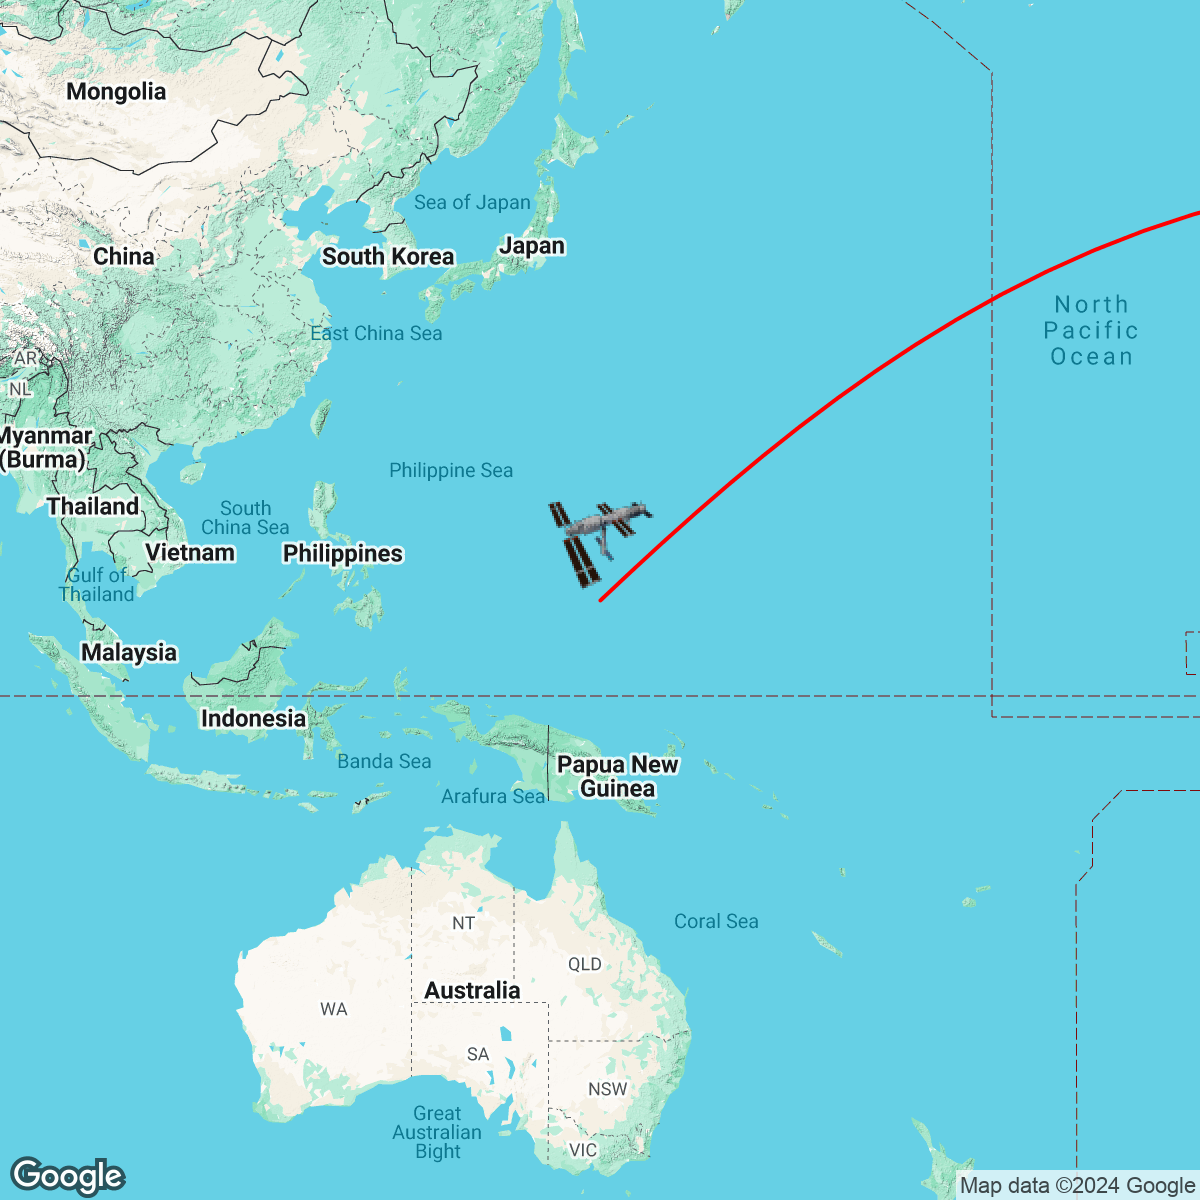 Mongolia
Sea of Japan
Japan
China
South Korea
North
Pacific
Ocean
East China Sea
AR
NL
Myanmar
(Burma)
Philippine Sea
Thailand
South
China Sea
Vietnam
Philippines
Gulf of
Thailand
Malaysia
Indonesia
Banda Sea
Papua New
Guinea
Arafura Sea
NT
Coral Sea
QLD
Australia
WA
SA
NSW
Great
Australian
Bight
VIC
Google
Map data ©2024 Google